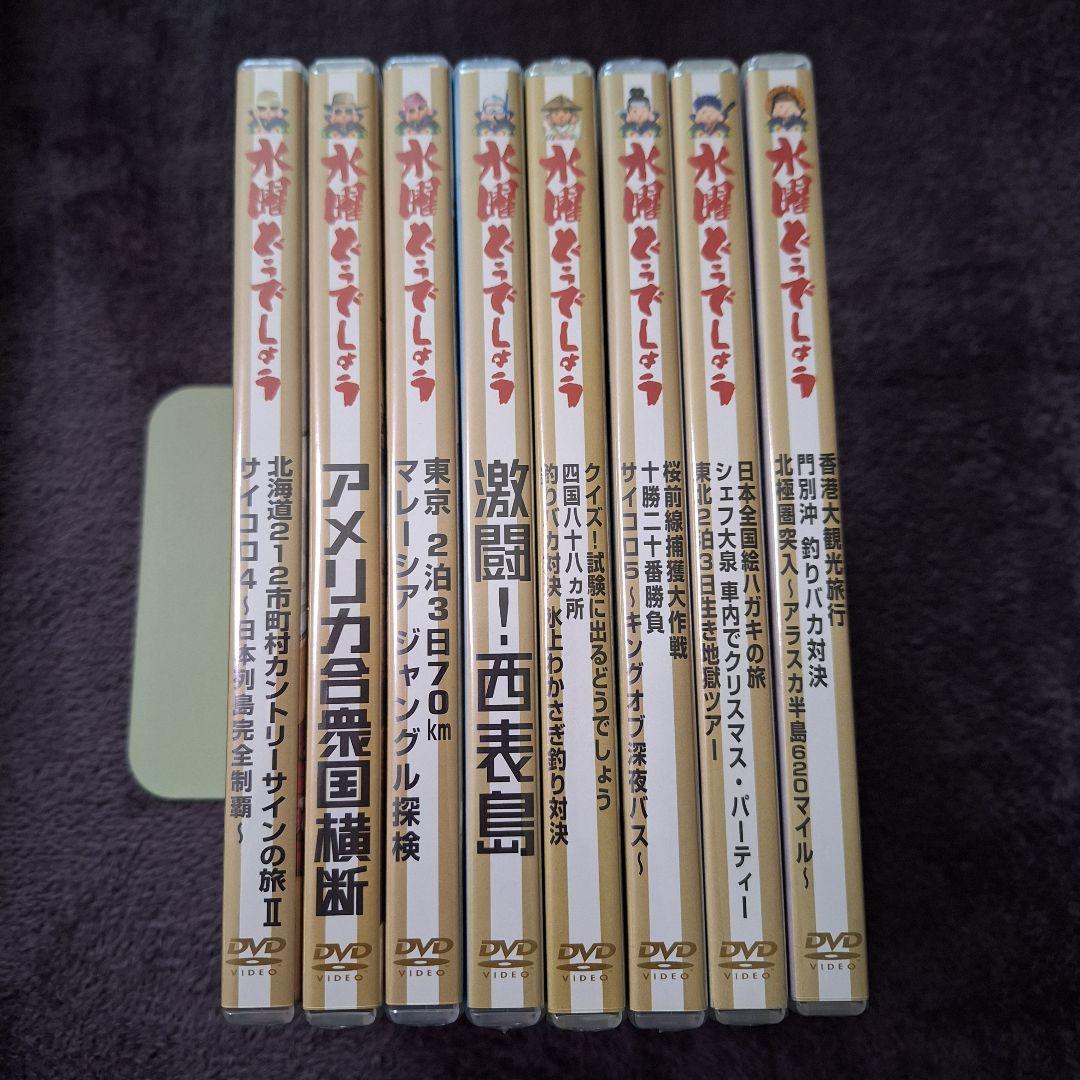 水曜どうでしょう
北海道212市町村カントリーサインの旅Ⅱ
サイコロ4～日本列島完全制覇～
DVD
VIDEO
水曜どうでしょう
アメリカ合衆国横断
DVD
VIDEO
水曜どうでしょう
東京 2泊3日70km
マレーシア ジャングル探検
DVD
VIDEO
水曜どうでしょう
激闘!西表島
DVD
VIDEO
水曜どうでしょう
クイズ!試験に出るどうでしょう
四国八十八ヵ所
釣りバカ対決 氷上わかさぎ釣り対決
DVD
VIDEO
水曜どうでしょう
桜前線捕獲大作戦
十勝二十番勝負
サイコロ5～キングオブ深夜バス～
DVD
VIDEO
水曜どうでしょう
日本全国絵ハガキの旅
シェフ大泉 車内でクリスマス・パーティー
東北2泊3日生き地獄ツアー
DVD
VIDEO
水曜どうでしょう
香港大観光旅行
門別沖 釣りバカ対決
北極圏突入～アラスカ半島620マイル～
DVD
VIDEO